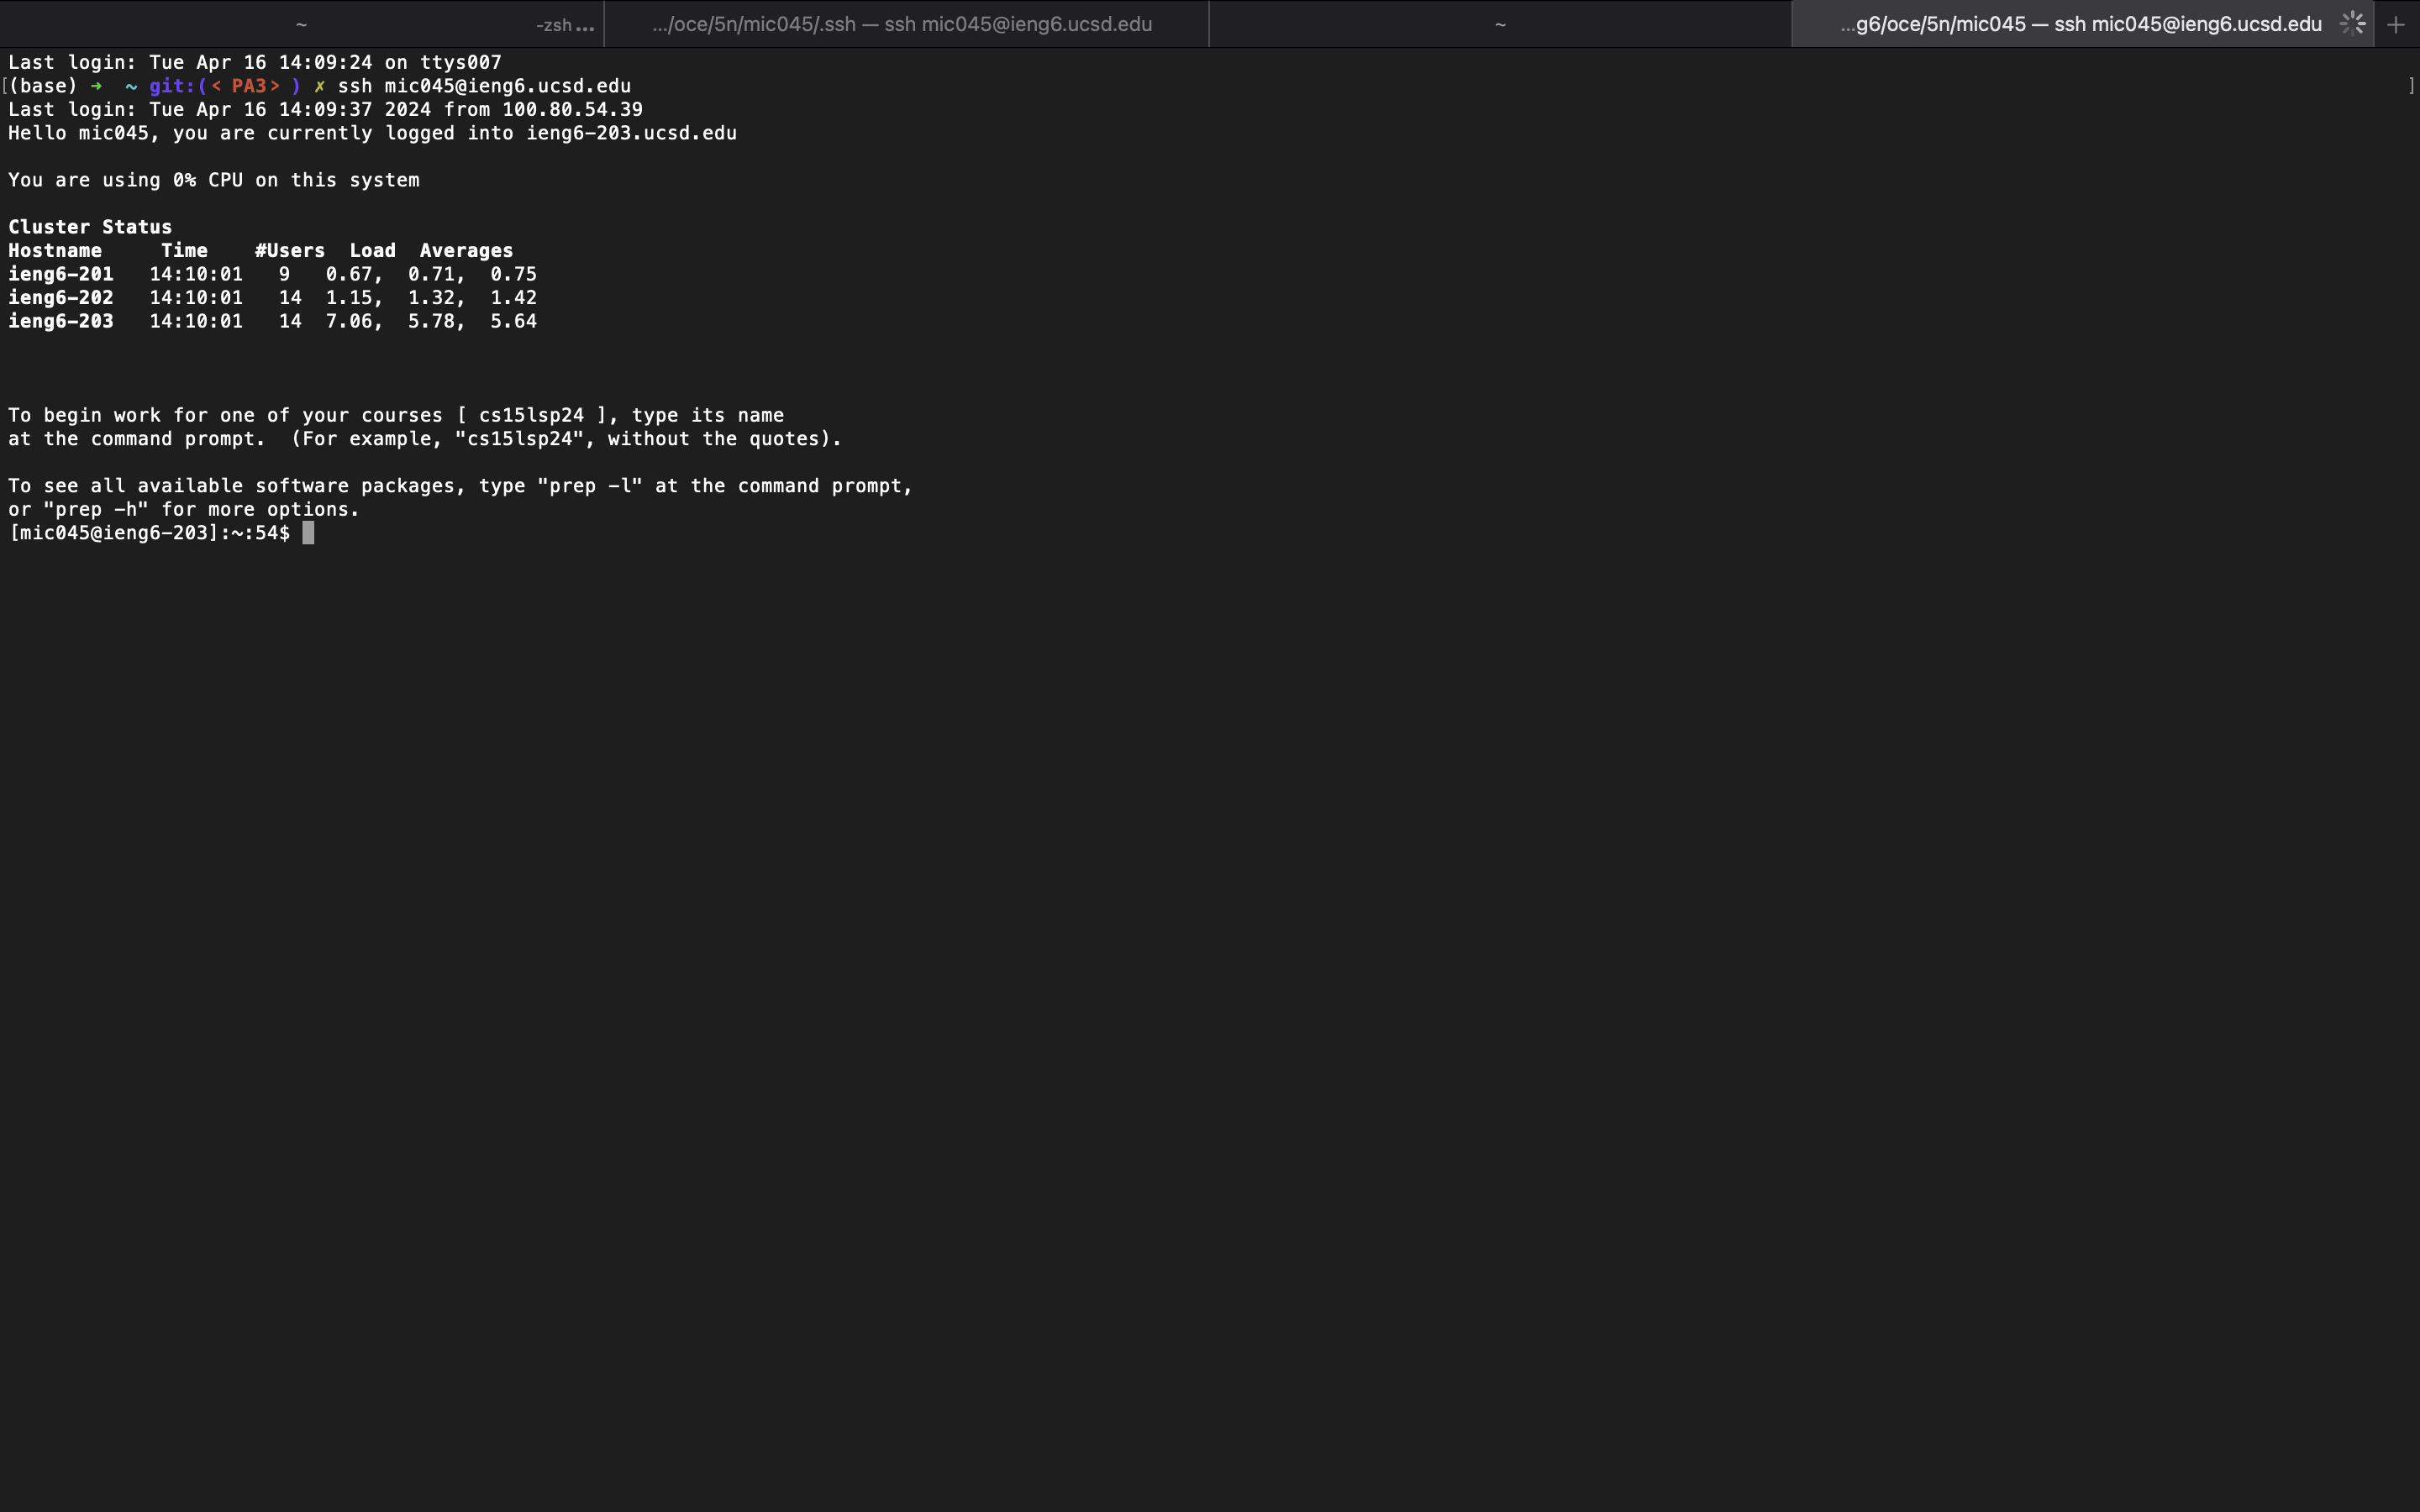 ~ -zsh ... .../oce/5n/mic045/.ssh — ssh mic045@ieng6.ucsd.edu ~ ...g6/oce/5n/mic045 — ssh mic045@ieng6.ucsd.edu +
Last login: Tue Apr 16 14:09:24 on ttys007
[(base) ➜  ~ git:(< PA3> ) ✗ ssh mic045@ieng6.ucsd.edu ]
Last login: Tue Apr 16 14:09:37 2024 from 100.80.54.39
Hello mic045, you are currently logged into ieng6-203.ucsd.edu
You are using 0% CPU on this system
Cluster Status
Hostname     Time    #Users  Load  Averages
ieng6-201   14:10:01   9   0.67,  0.71,  0.75
ieng6-202   14:10:01   14  1.15,  1.32,  1.42
ieng6-203   14:10:01   14  7.06,  5.78,  5.64
To begin work for one of your courses [ cs15lsp24 ], type its name
at the command prompt.  (For example, "cs15lsp24", without the quotes).
To see all available software packages, type "prep -l" at the command prompt,
or "prep -h" for more options.
[mic045@ieng6-203]:~:54$